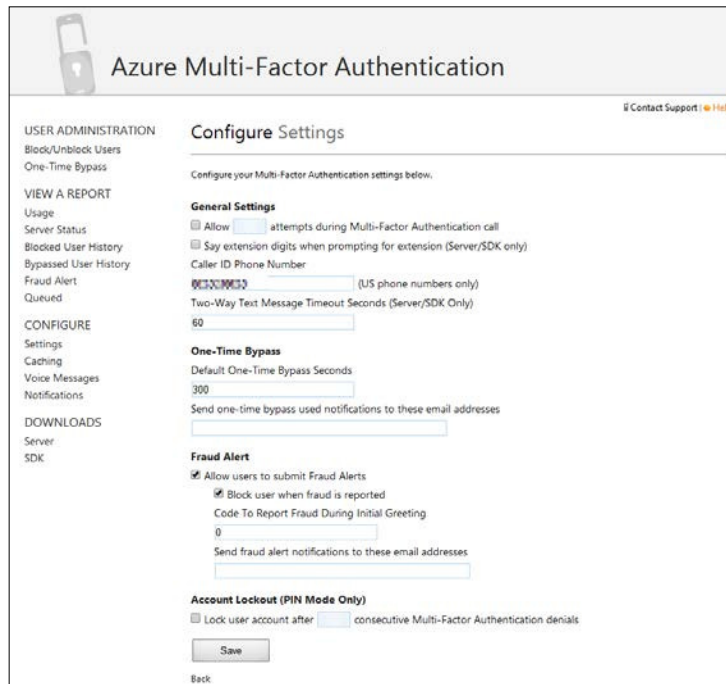 Azure Multi-Factor Authentication
Contact Support | Hel
USER ADMINISTRATION
Block/Unblock Users
One-Time Bypass
VIEW A REPORT
Usage
Server Status
Blocked User History
Bypassed User History
Fraud Alert
Queued
CONFIGURE
Settings
Caching
Voice Messages
Notifications
DOWNLOADS
Server
SDK
Configure Settings
Configure your Multi-Factor Authentication settings below.
General Settings
Allow attempts during Multi-Factor Authentication call
Say extension digits when prompting for extension (Server/SDK only)
Caller ID Phone Number
(US phone numbers only)
Two-Way Text Message Timeout Seconds (Server/SDK Only)
60
One-Time Bypass
Default One-Time Bypass Seconds
300
Send one-time bypass used notifications to these email addresses
Fraud Alert
Allow users to submit Fraud Alerts
Block user when fraud is reported
Code To Report Fraud During Initial Greeting
0
Send fraud alert notifications to these email addresses
Account Lockout (PIN Mode Only)
Lock user account after consecutive Multi-Factor Authentication denials
Save
Back